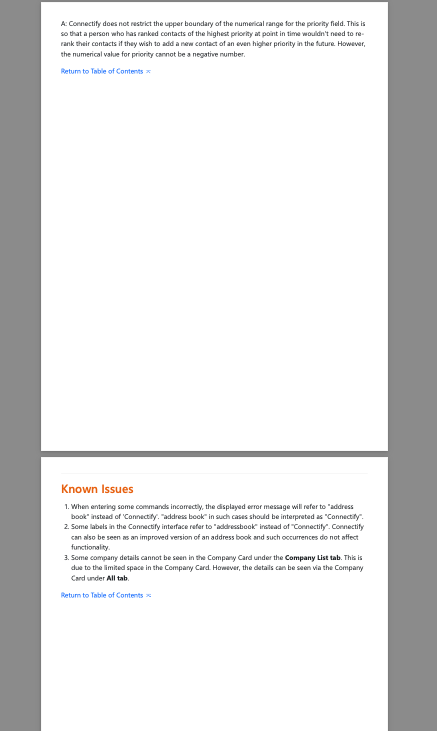 A: Connectify does not restrict the upper boundary of the numerical range for the priority field. This is
so that a person who has ranked contacts of the highest priority at point in time wouldn't need to re-
rank their contacts if they wish to add a new contact of an even higher priority in the future. However,
the numerical value for priority cannot be a negative number.
Return to Table of Contents
Known Issues
1. When entering some commands incorrectly, the displayed error message will refer to "address
book" instead of 'Connectify'. "address book" in such cases should be interpreted as "Connectify".
2. Some labels in the Connectify interface refer to "addressbook" instead of "Connectify". Connectify
can also be seen as an improved version of an address book and such occurrences do not affect
functionality.
3. Some company details cannot be seen in the Company Card under the Company List tab. This is
due to the limited space in the Company Card. However, the details can be seen via the Company
Card under All tab.
Return to Table of Contents